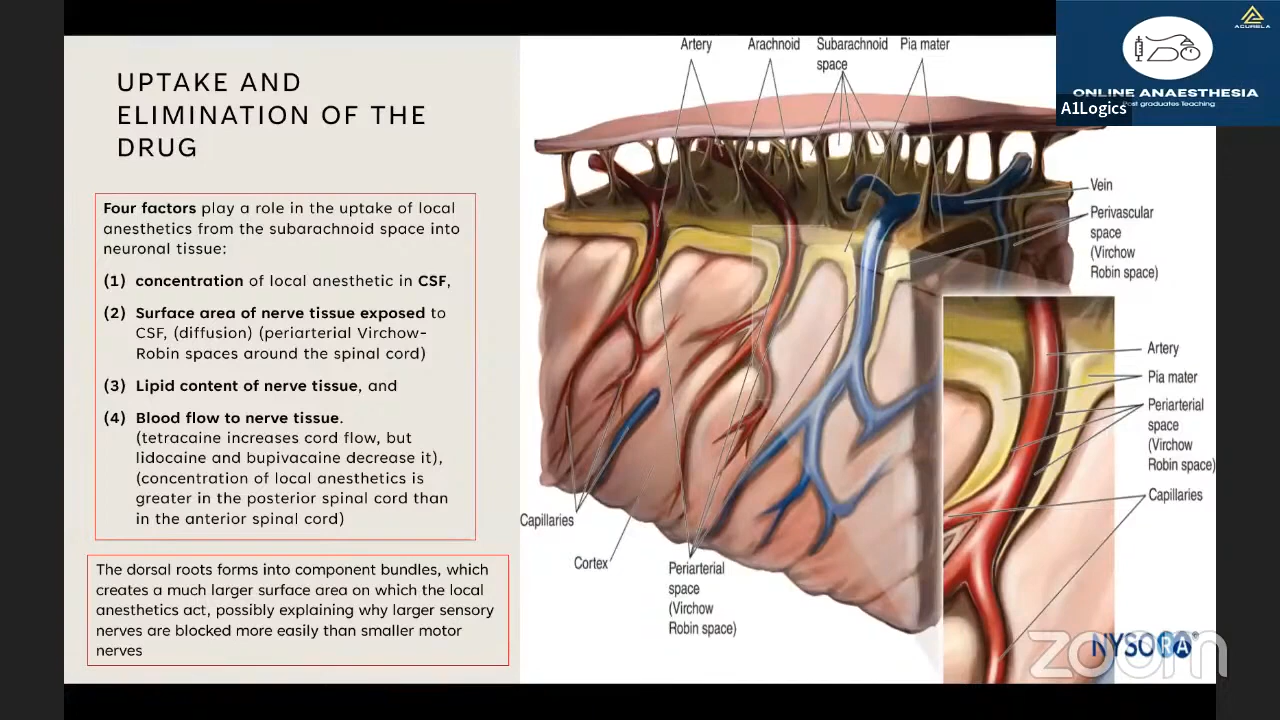 UPTAKE AND
ELIMINATION OF THE
DRUG
Four factors play a role in the uptake of local
anesthetics from the subarachnoid space into
neuronal tissue:
(1) concentration of local anesthetic in CSF,
(2) Surface area of nerve tissue exposed to
CSF, (diffusion) (periarterial Virchow-
Robin spaces around the spinal cord)
(3) Lipid content of nerve tissue, and
(4) Blood flow to nerve tissue.
(tetracaine increases cord flow, but
lidocaine and bupivacaine decrease it),
(concentration of local anesthetics is
greater in the posterior spinal cord than
in the anterior spinal cord)
The dorsal roots forms into component bundles, which
creates a much larger surface area on which the local
anesthetics act, possibly explaining why larger sensory
nerves are blocked more easily than smaller motor
nerves
Artery
Arachnoid
Subarachnoid
space
Pia mater
Vein
Perivascular
space
(Virchow
Robin space)
Artery
Pia mater
Periarterial
space
(Virchow
Robin space)
Capillaries
Capillaries
Cortex
Periarterial
space
(Virchow
Robin space)
NYSORA
zoom
ACURELA
ONLINE ANAESTHESIA
Post graduates Teaching
A1Logics